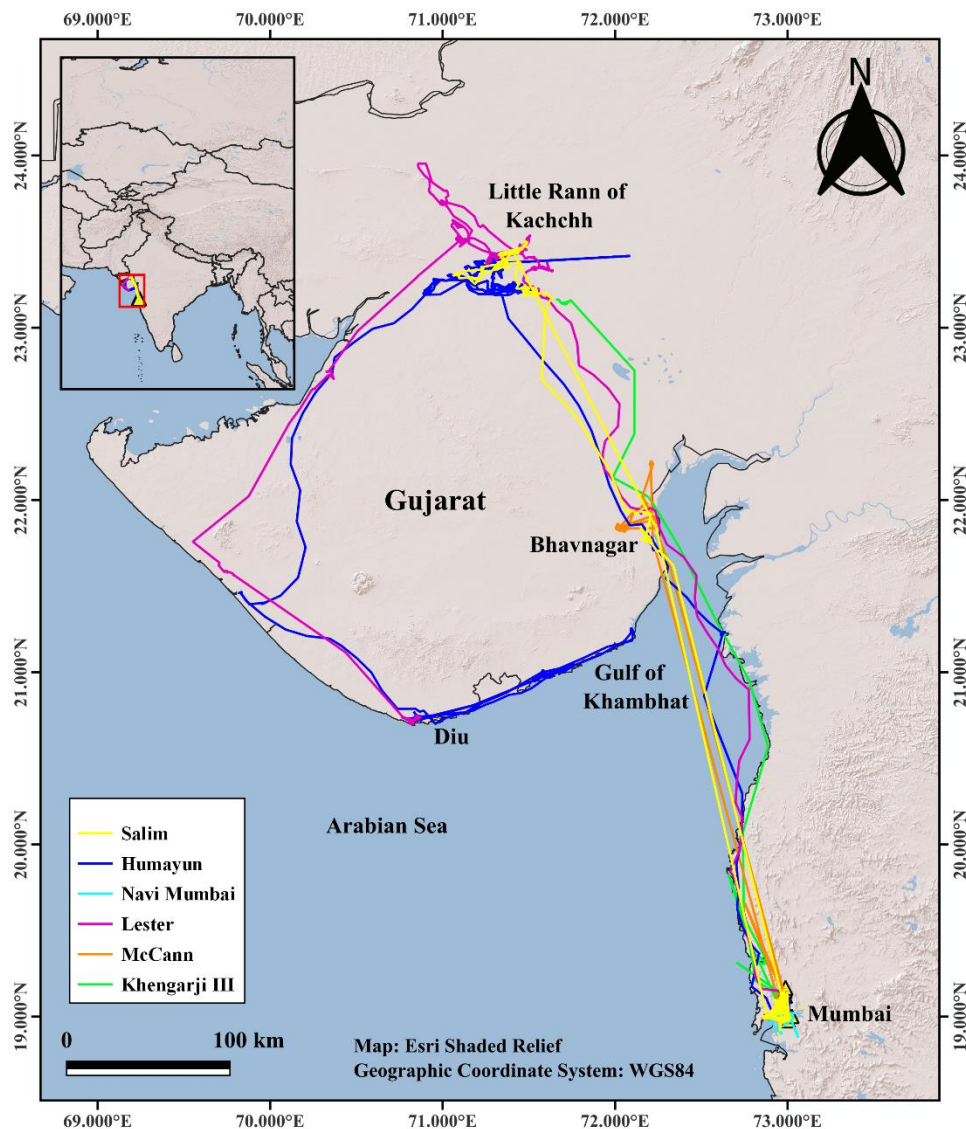 69.000°E 70.000°E 71.000°E 72.000°E 73.000°E
N
24.000°N 24.000°N
Little Rann of
Kachchh
23.000°N 23.000°N
22.000°N 22.000°N
Gujarat
Bhavnagar
21.000°N 21.000°N
Gulf of
Khambhat
Diu
Arabian Sea
20.000°N 20.000°N
Salim
Humayun
Navi Mumbai
Lester
McCann
Khengarji III
19.000°N 19.000°N
Mumbai
0 100 km
Map: Esri Shaded Relief
Geographic Coordinate System: WGS84
69.000°E 70.000°E 71.000°E 72.000°E 73.000°E